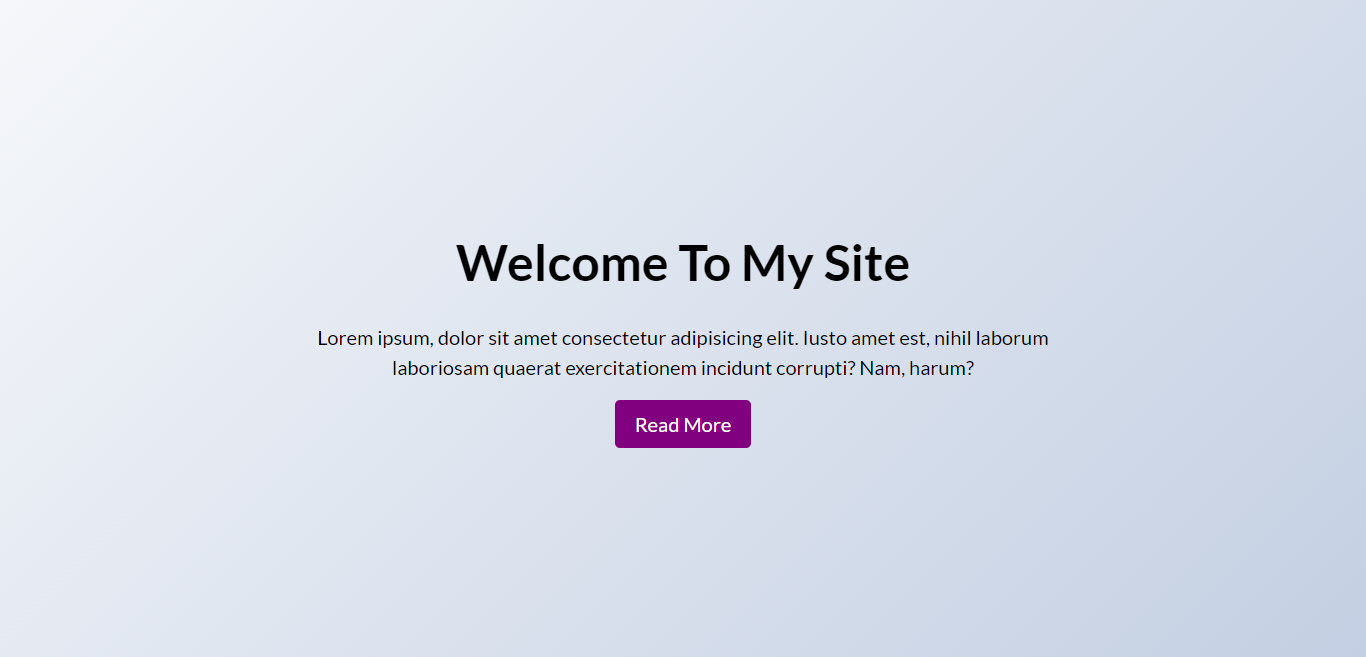 Welcome To My Site
Lorem ipsum, dolor sit amet consectetur adipisicing elit. Iusto amet est, nihil laborum
laboriosam quaerat exercitationem incidunt corrupti? Nam, harum?
Read More